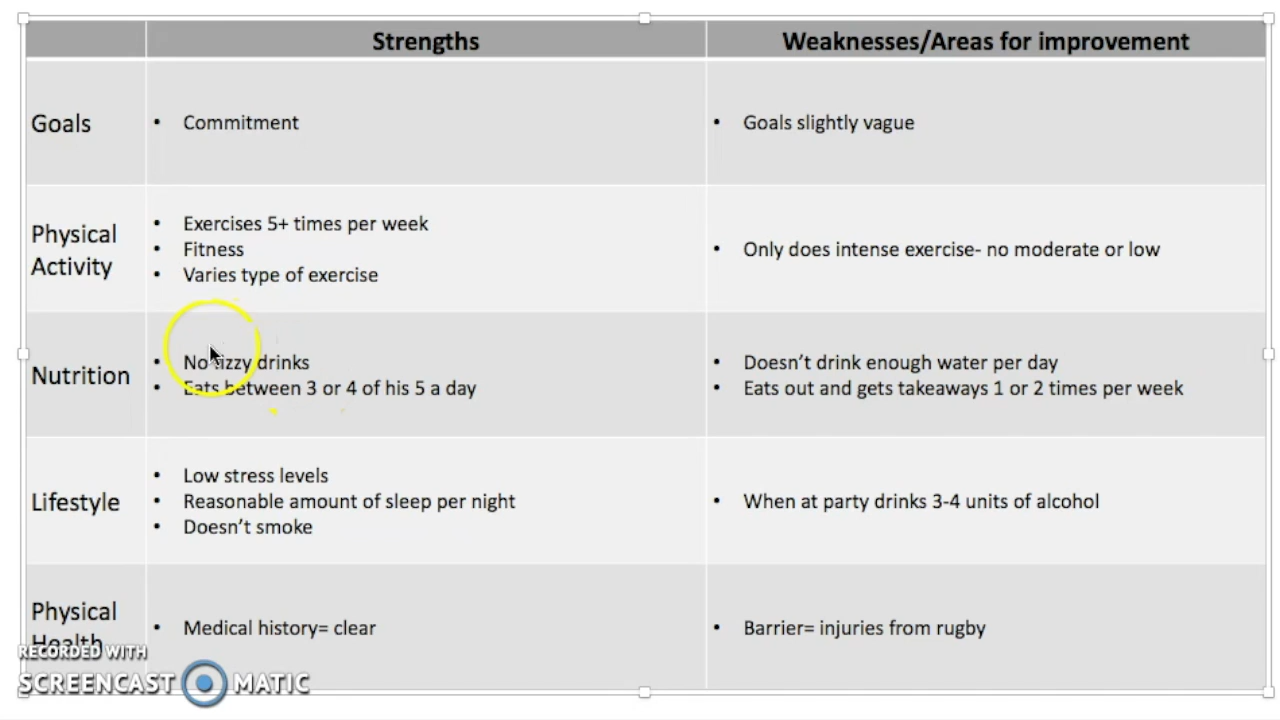 Strengths
Weaknesses/Areas for improvement
Goals
• Commitment
• Goals slightly vague
Physical
Activity
• Exercises 5+ times per week
• Fitness
• Varies type of exercise
• Only does intense exercise- no moderate or low
Nutrition
• No fizzy drinks
• Eats between 3 or 4 of his 5 a day
• Doesn’t drink enough water per day
• Eats out and gets takeaways 1 or 2 times per week
Lifestyle
• Low stress levels
• Reasonable amount of sleep per night
• Doesn’t smoke
• When at party drinks 3-4 units of alcohol
Physical
Health
• Medical history= clear
• Barrier= injuries from rugby
RECORDED WITH
SCREENCAST MATIC